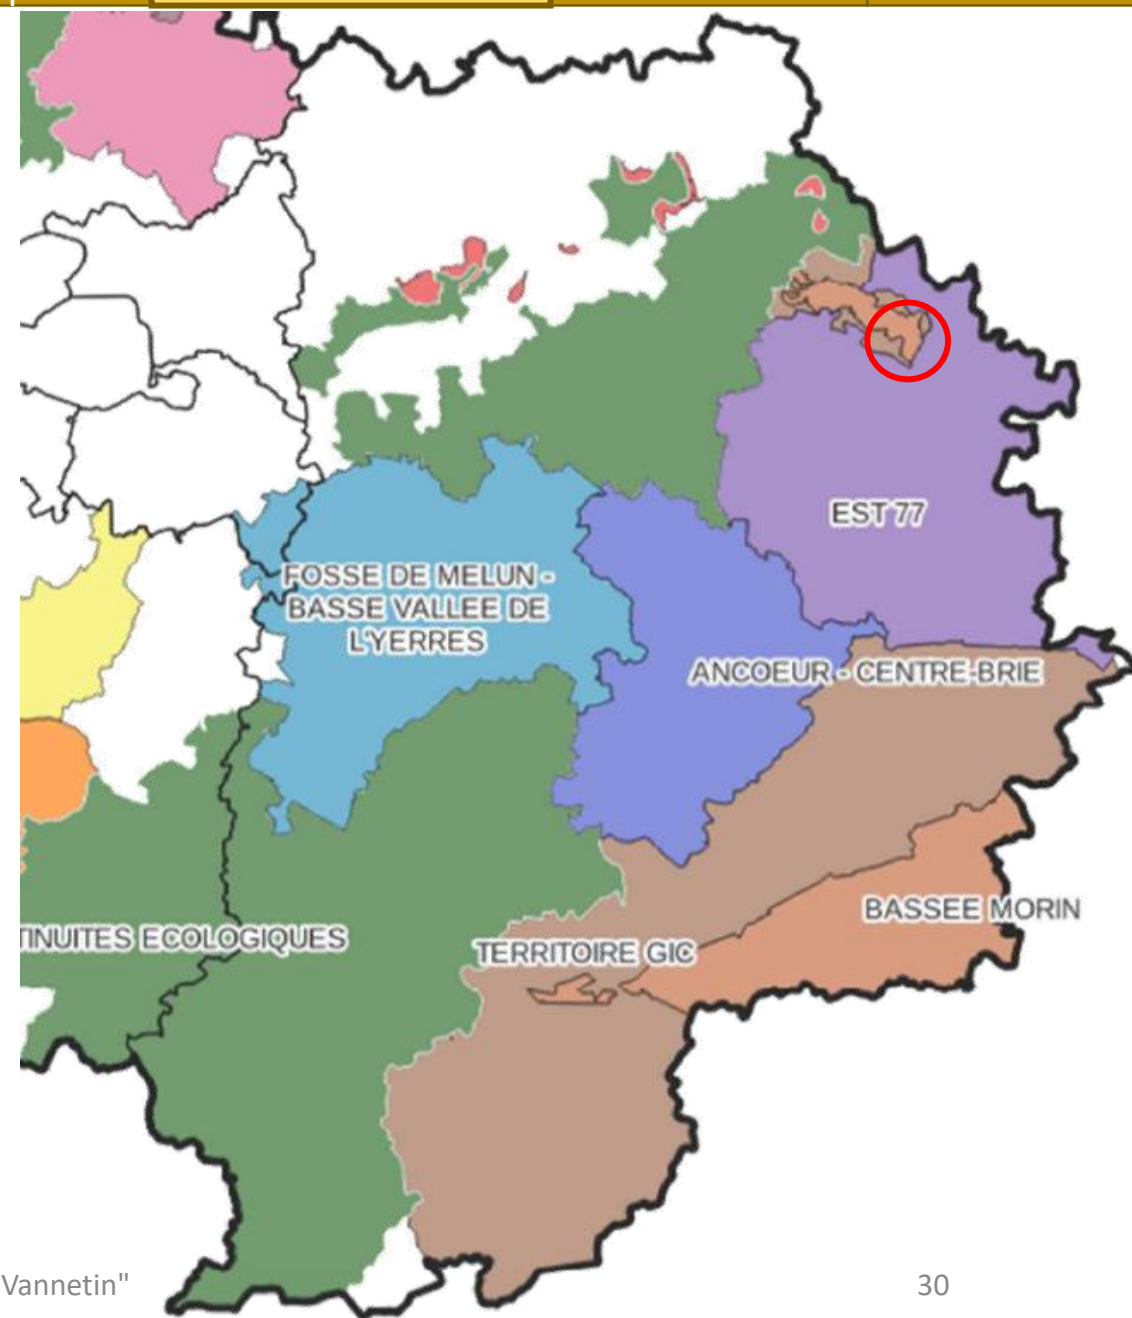 EST 77
FOSSE DE MELUN -
BASSE VALLEE DE
L'YERRES
ANCOEUR - CENTRE-BRIE
BASSEE MORIN
TINUITES ECOLOGIQUES
TERRITOIRE GIC
Vannetin"
30